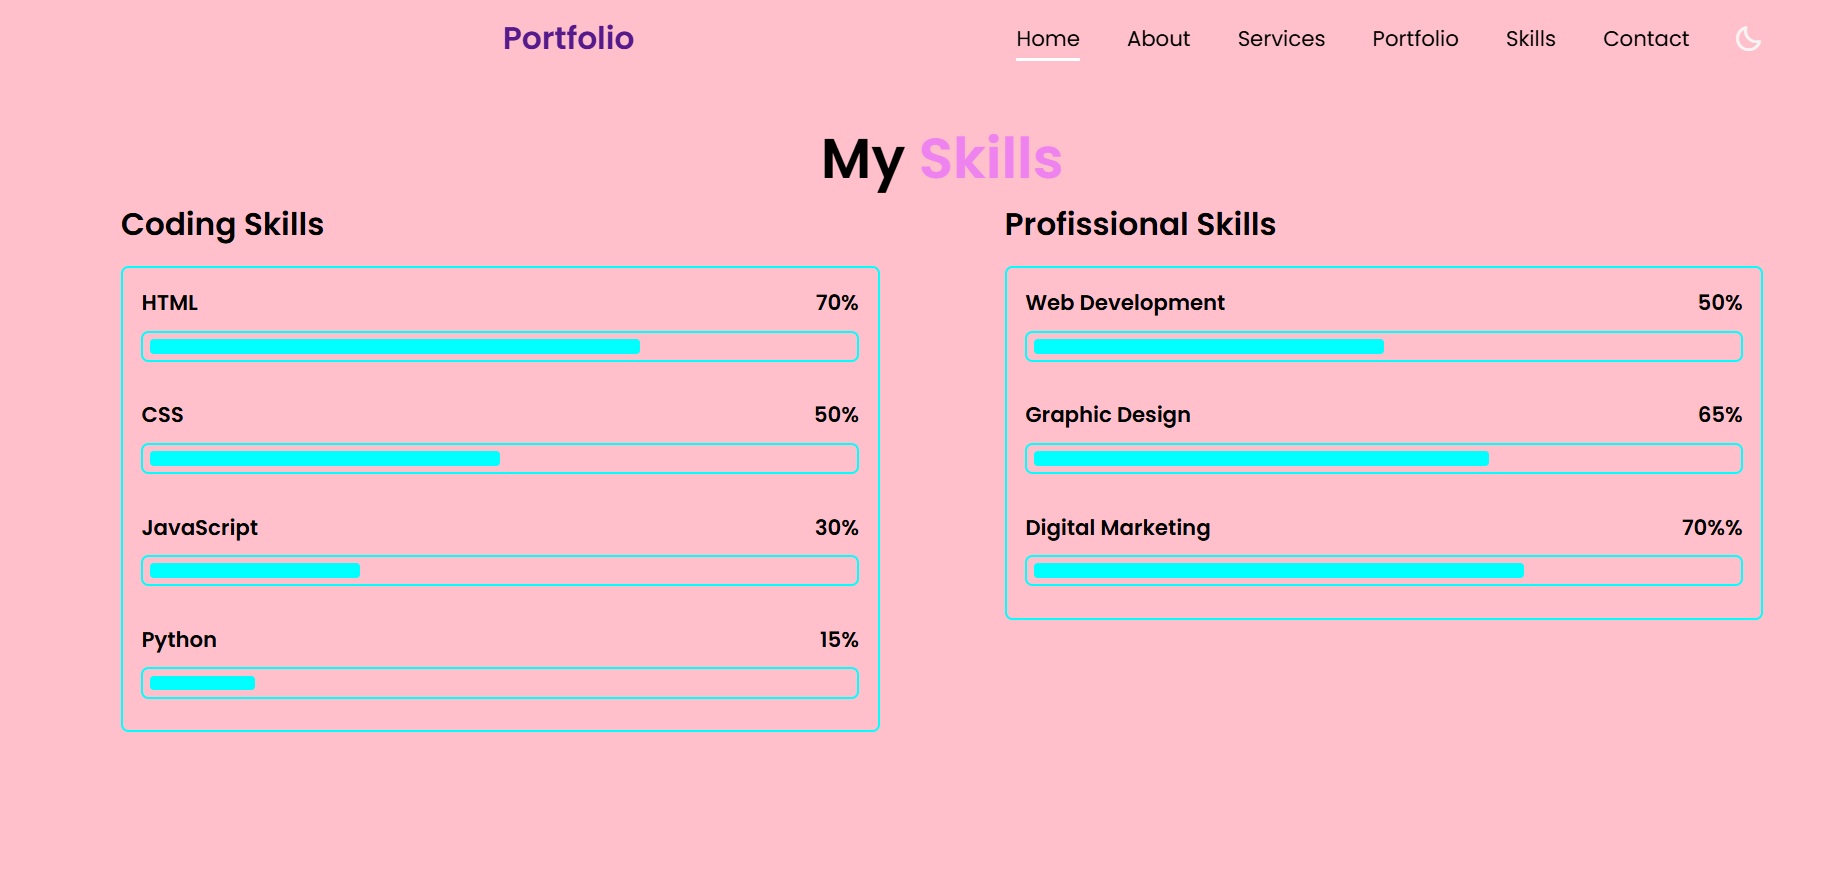 Portfolio Home About Services Portfolio Skills Contact
My Skills
Coding Skills
HTML 70%
CSS 50%
JavaScript 30%
Python 15%
Profissional Skills
Web Development 50%
Graphic Design 65%
Digital Marketing 70%%